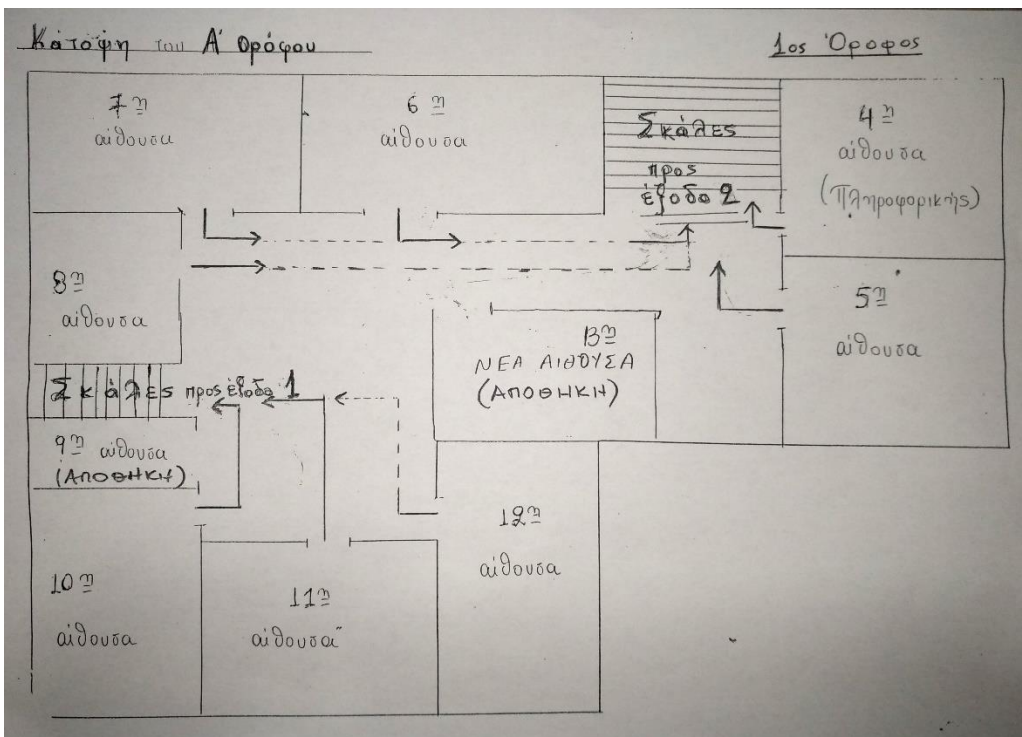 Κάτοψη του Α' Ορόφου
1ος Όροφος
7η
αίθουσα
6η
αίθουσα
Σκάλες
προς
έξοδο 2
4η
αίθουσα
(Πληροφορικής)
8η
αίθουσα
5η
αίθουσα
13η
ΝΕΑ ΑΙΘΟΥΣΑ
(ΑΠΟΘΗΚΗ)
Σκάλες προς έξοδο 1
9η αίθουσα
(ΑΠΟΘΗΚΗ)
10η
αίθουσα
11η
αίθουσα
12η
αίθουσα